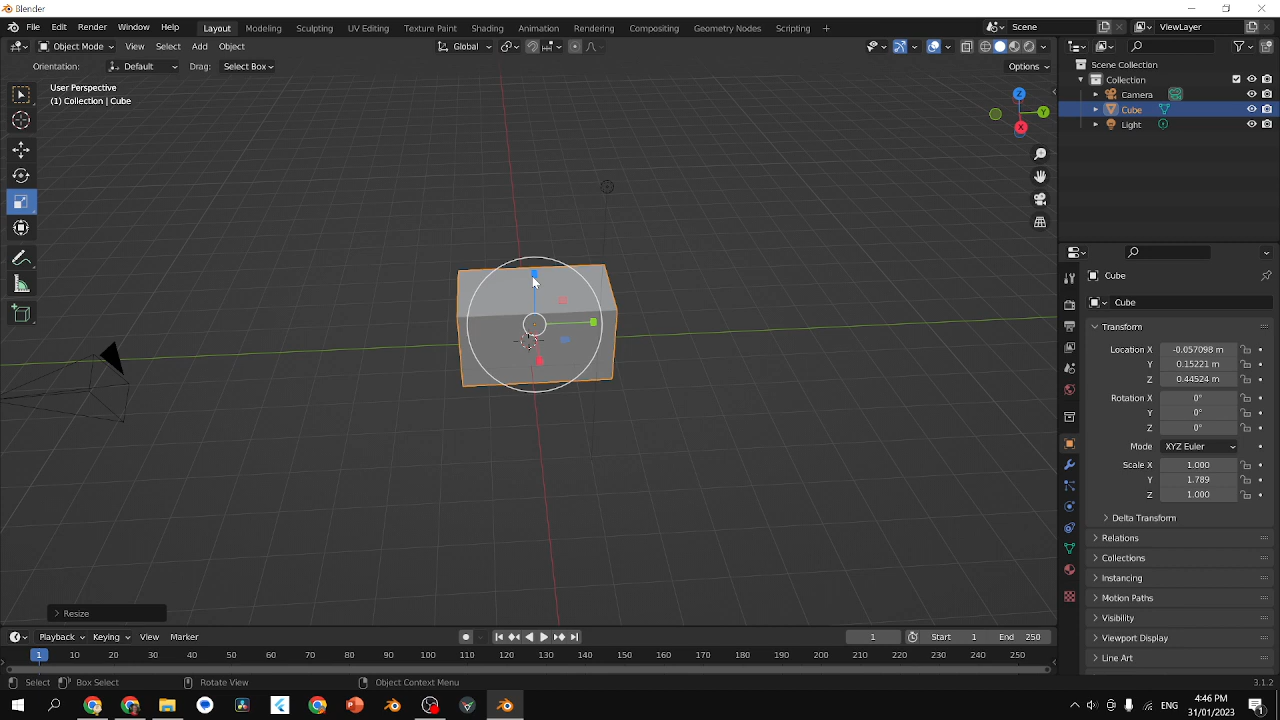 Blender
File Edit Render Window Help Layout Modeling Sculpting UV Editing Texture Paint Shading Animation Rendering Compositing Geometry Nodes Scripting + Scene ViewLayer
Object Mode View Select Add Object Global
Orientation: Default Drag: Select Box Options
User Perspective
(1) Collection | Cube
Z
Y
X
Scene Collection
Collection
Camera
Cube
Light
Cube
Cube
Transform
Location X -0.057098 m
Y 0.15221 m
Z 0.44524 m
Rotation X 0°
Y 0°
Z 0°
Mode XYZ Euler
Scale X 1.000
Y 1.789
Z 1.000
Delta Transform
Relations
Collections
Instancing
Motion Paths
Visibility
Viewport Display
Line Art
Resize
Playback Keying View Marker 1 Start 1 End 250
1 10 20 30 40 50 60 70 80 90 100 110 120 130 140 150 160 170 180 190 200 210 220 230 240 250
Select Box Select Rotate View Object Context Menu 3.1.2
4:46 PM
ENG
31/01/2023